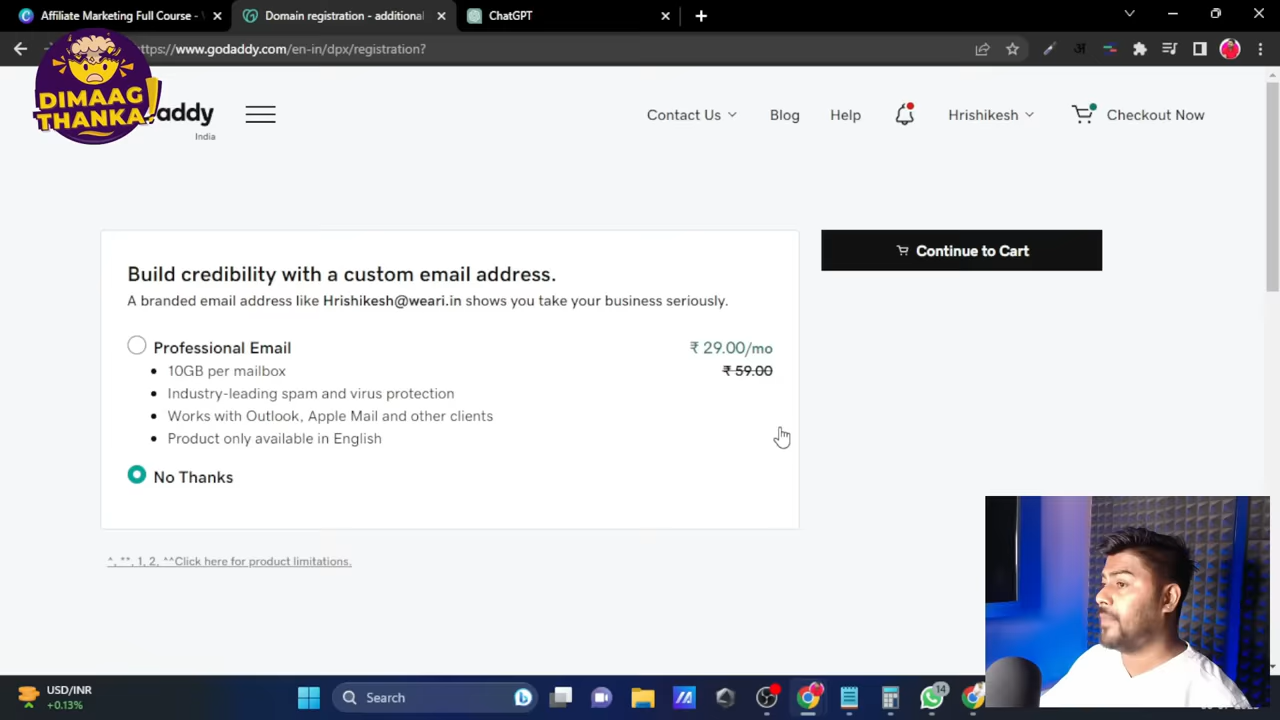 Affiliate Marketing Full Course -
Domain registration - additional
ChatGPT
https://www.godaddy.com/en-in/dpx/registration?
DIMAAG
THANKA!
addy
India
Contact Us
Blog
Help
Hrishikesh
Checkout Now
Build credibility with a custom email address.
A branded email address like Hrishikesh@weari.in shows you take your business seriously.
Continue to Cart
Professional Email
₹ 29.00/mo
• 10GB per mailbox
₹ 59.00
• Industry-leading spam and virus protection
• Works with Outlook, Apple Mail and other clients
• Product only available in English
No Thanks
^, **, 1, 2, ^^Click here for product limitations.
USD/INR
+0.13%
Search
14